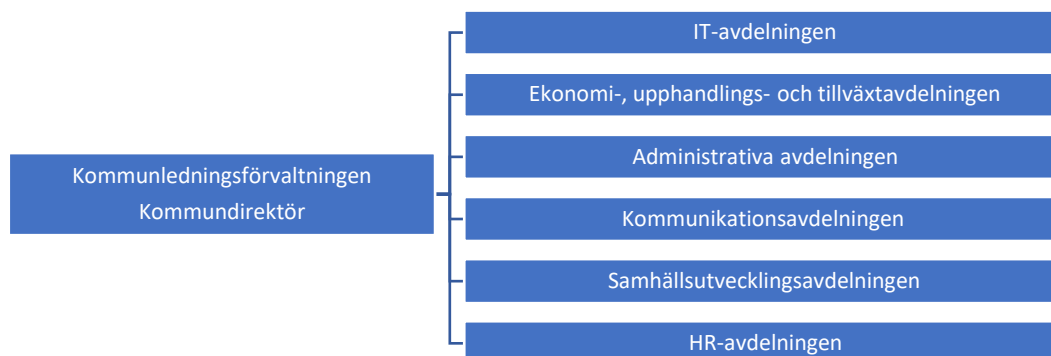 IT-avdelningen
Ekonomi-, upphandlings- och tillväxtavdelningen
Administrativa avdelningen
Kommunledningsförvaltningen
Kommundirektör
Kommunikationsavdelningen
Samhällsutvecklingsavdelningen
HR-avdelningen